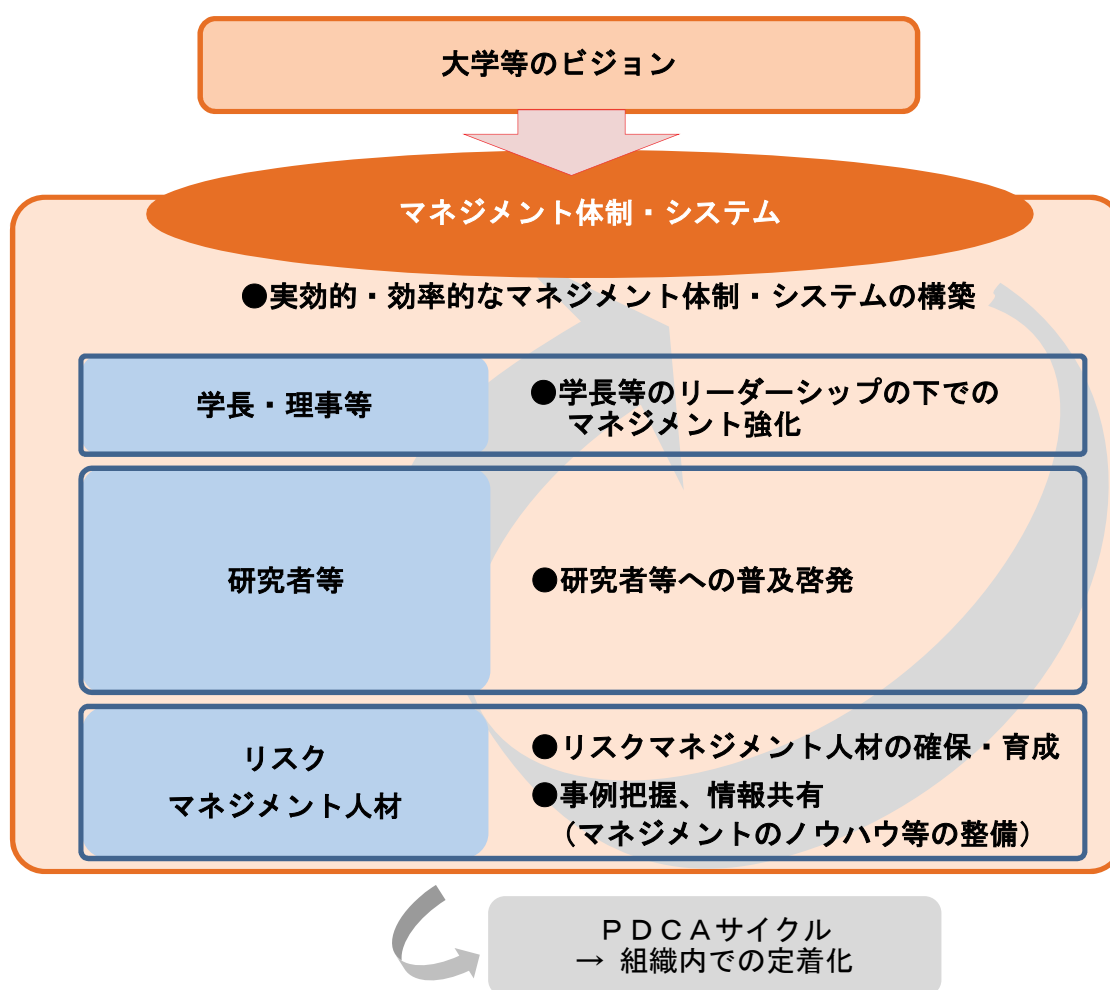 大学等のビジョン
マネジメント体制・システム
●実効的・効率的なマネジメント体制・システムの構築
学長・理事等
●学長等のリーダーシップの下での
マネジメント強化
研究者等
●研究者等への普及啓発
リスク
マネジメント人材
●リスクマネジメント人材の確保・育成
●事例把握、情報共有
（マネジメントのノウハウ等の整備）
ＰＤＣＡサイクル
→ 組織内での定着化